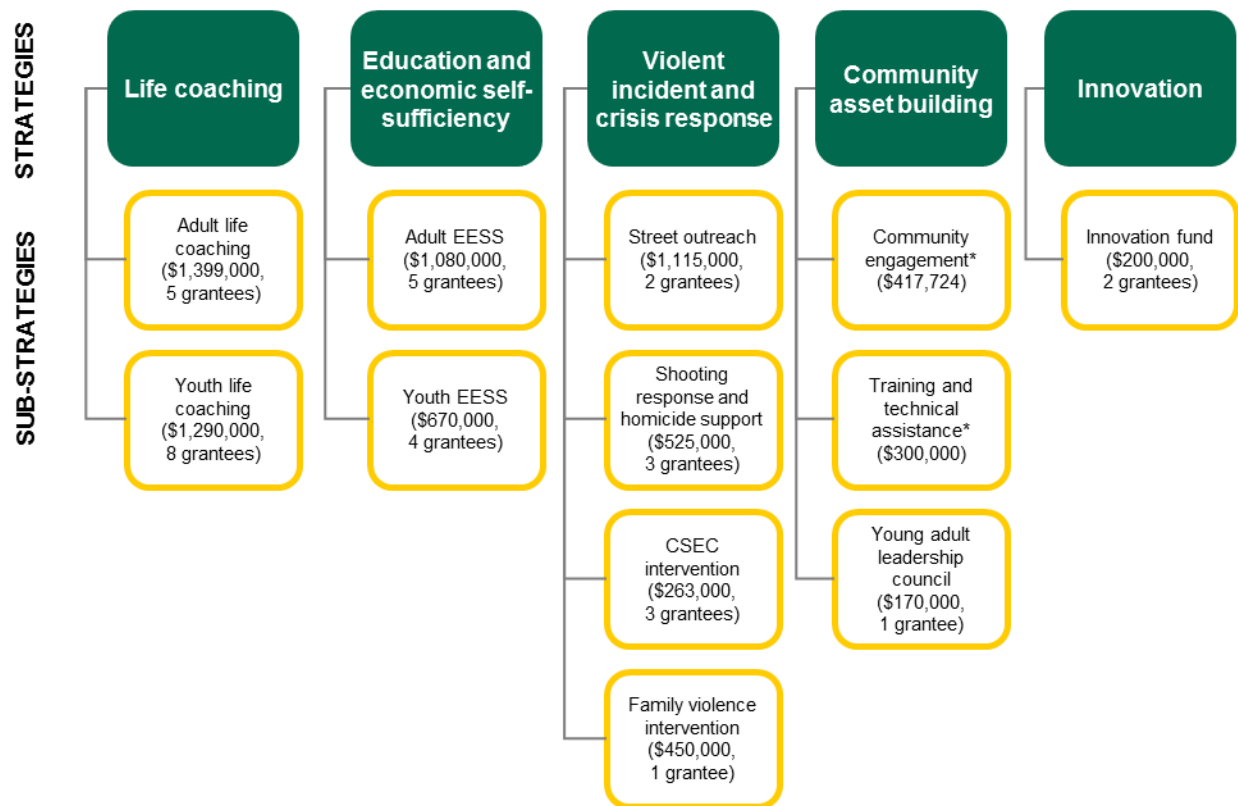 STRATEGIES
Life coaching
Education and
economic self-
sufficiency
Violent
incident and
crisis response
Community
asset building
Innovation
SUB-STRATEGIES
Adult life
coaching
($1,399,000,
5 grantees)
Adult EESS
($1,080,000,
5 grantees)
Street outreach
($1,115,000,
2 grantees)
Community
engagement*
($417,724)
Innovation fund
($200,000,
2 grantees)
Youth life
coaching
($1,290,000,
8 grantees)
Youth EESS
($670,000,
4 grantees)
Shooting
response and
homicide support
($525,000,
3 grantees)
Training and
technical
assistance*
($300,000)
CSEC
intervention
($263,000,
3 grantees)
Young adult
leadership
council
($170,000,
1 grantee)
Family violence
intervention
($450,000,
1 grantee)